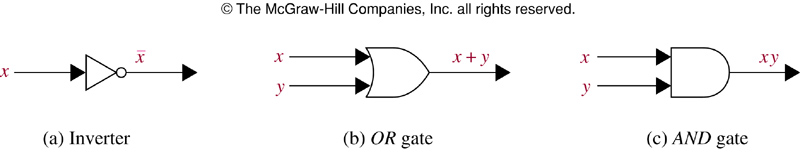 © The McGraw-Hill Companies, Inc. all rights reserved.
x
x̅
x
y
x + y
x
y
xy
(a) Inverter
(b) OR gate
(c) AND gate